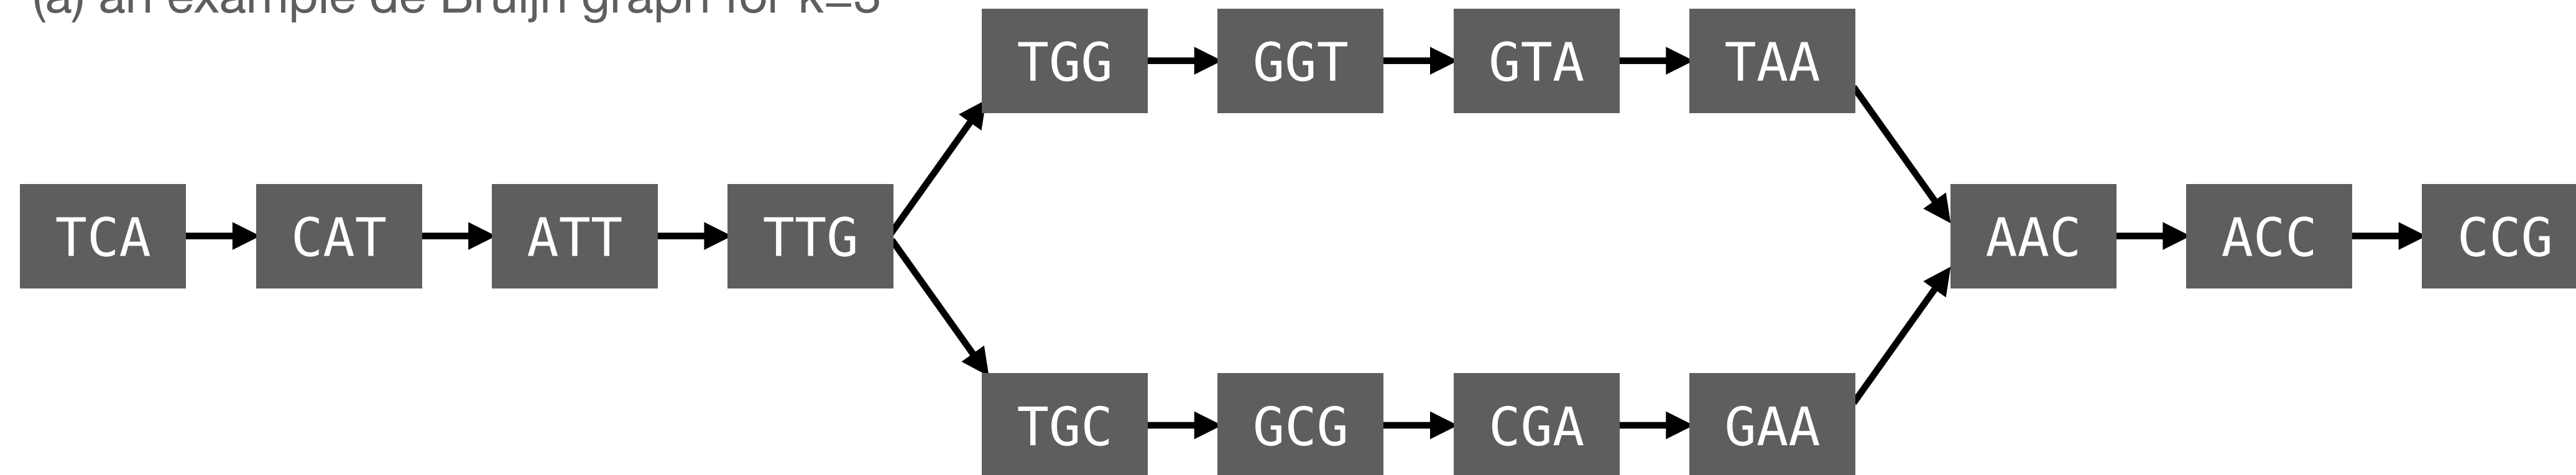 (a) an example de Bruijn graph for k=3
TGG GGT GTA TAA
TCA CAT ATT TTG AAC ACC CCG
TGC GCG CGA GAA